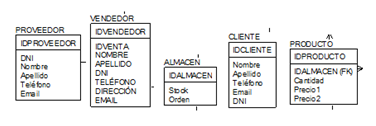 PROVEEDOR
IDPROVEEDOR
DNI
Nombre
Apellido
Teléfono
Email
VENDEDOR
IDVENDEDOR
IDVENTA
NOMBRE
APELLIDO
DNI
TELÉFONO
DIRECCIÓN
EMAIL
ALMACEN
IDALMACEN
Stock
Orden
CLIENTE
IDCLIENTE
Nombre
Apellido
Teléfono
Email
DNI
PRODUCTO
IDPRODUCTO
IDALMACEN (FK)
Cantidad
Precio1
Precio2